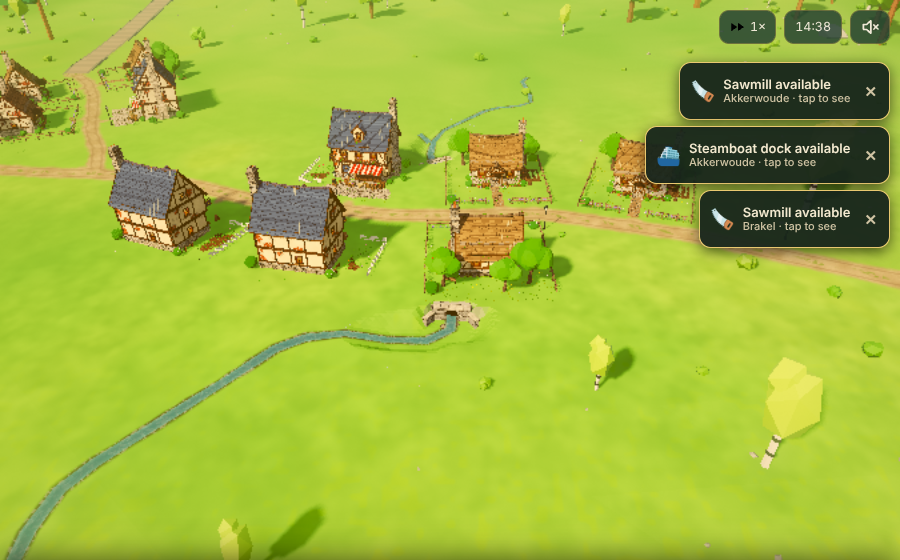 1×
14:38
Sawmill available
Akkerwoude · tap to see
Steamboat dock available
Akkerwoude · tap to see
Sawmill available
Brakel · tap to see